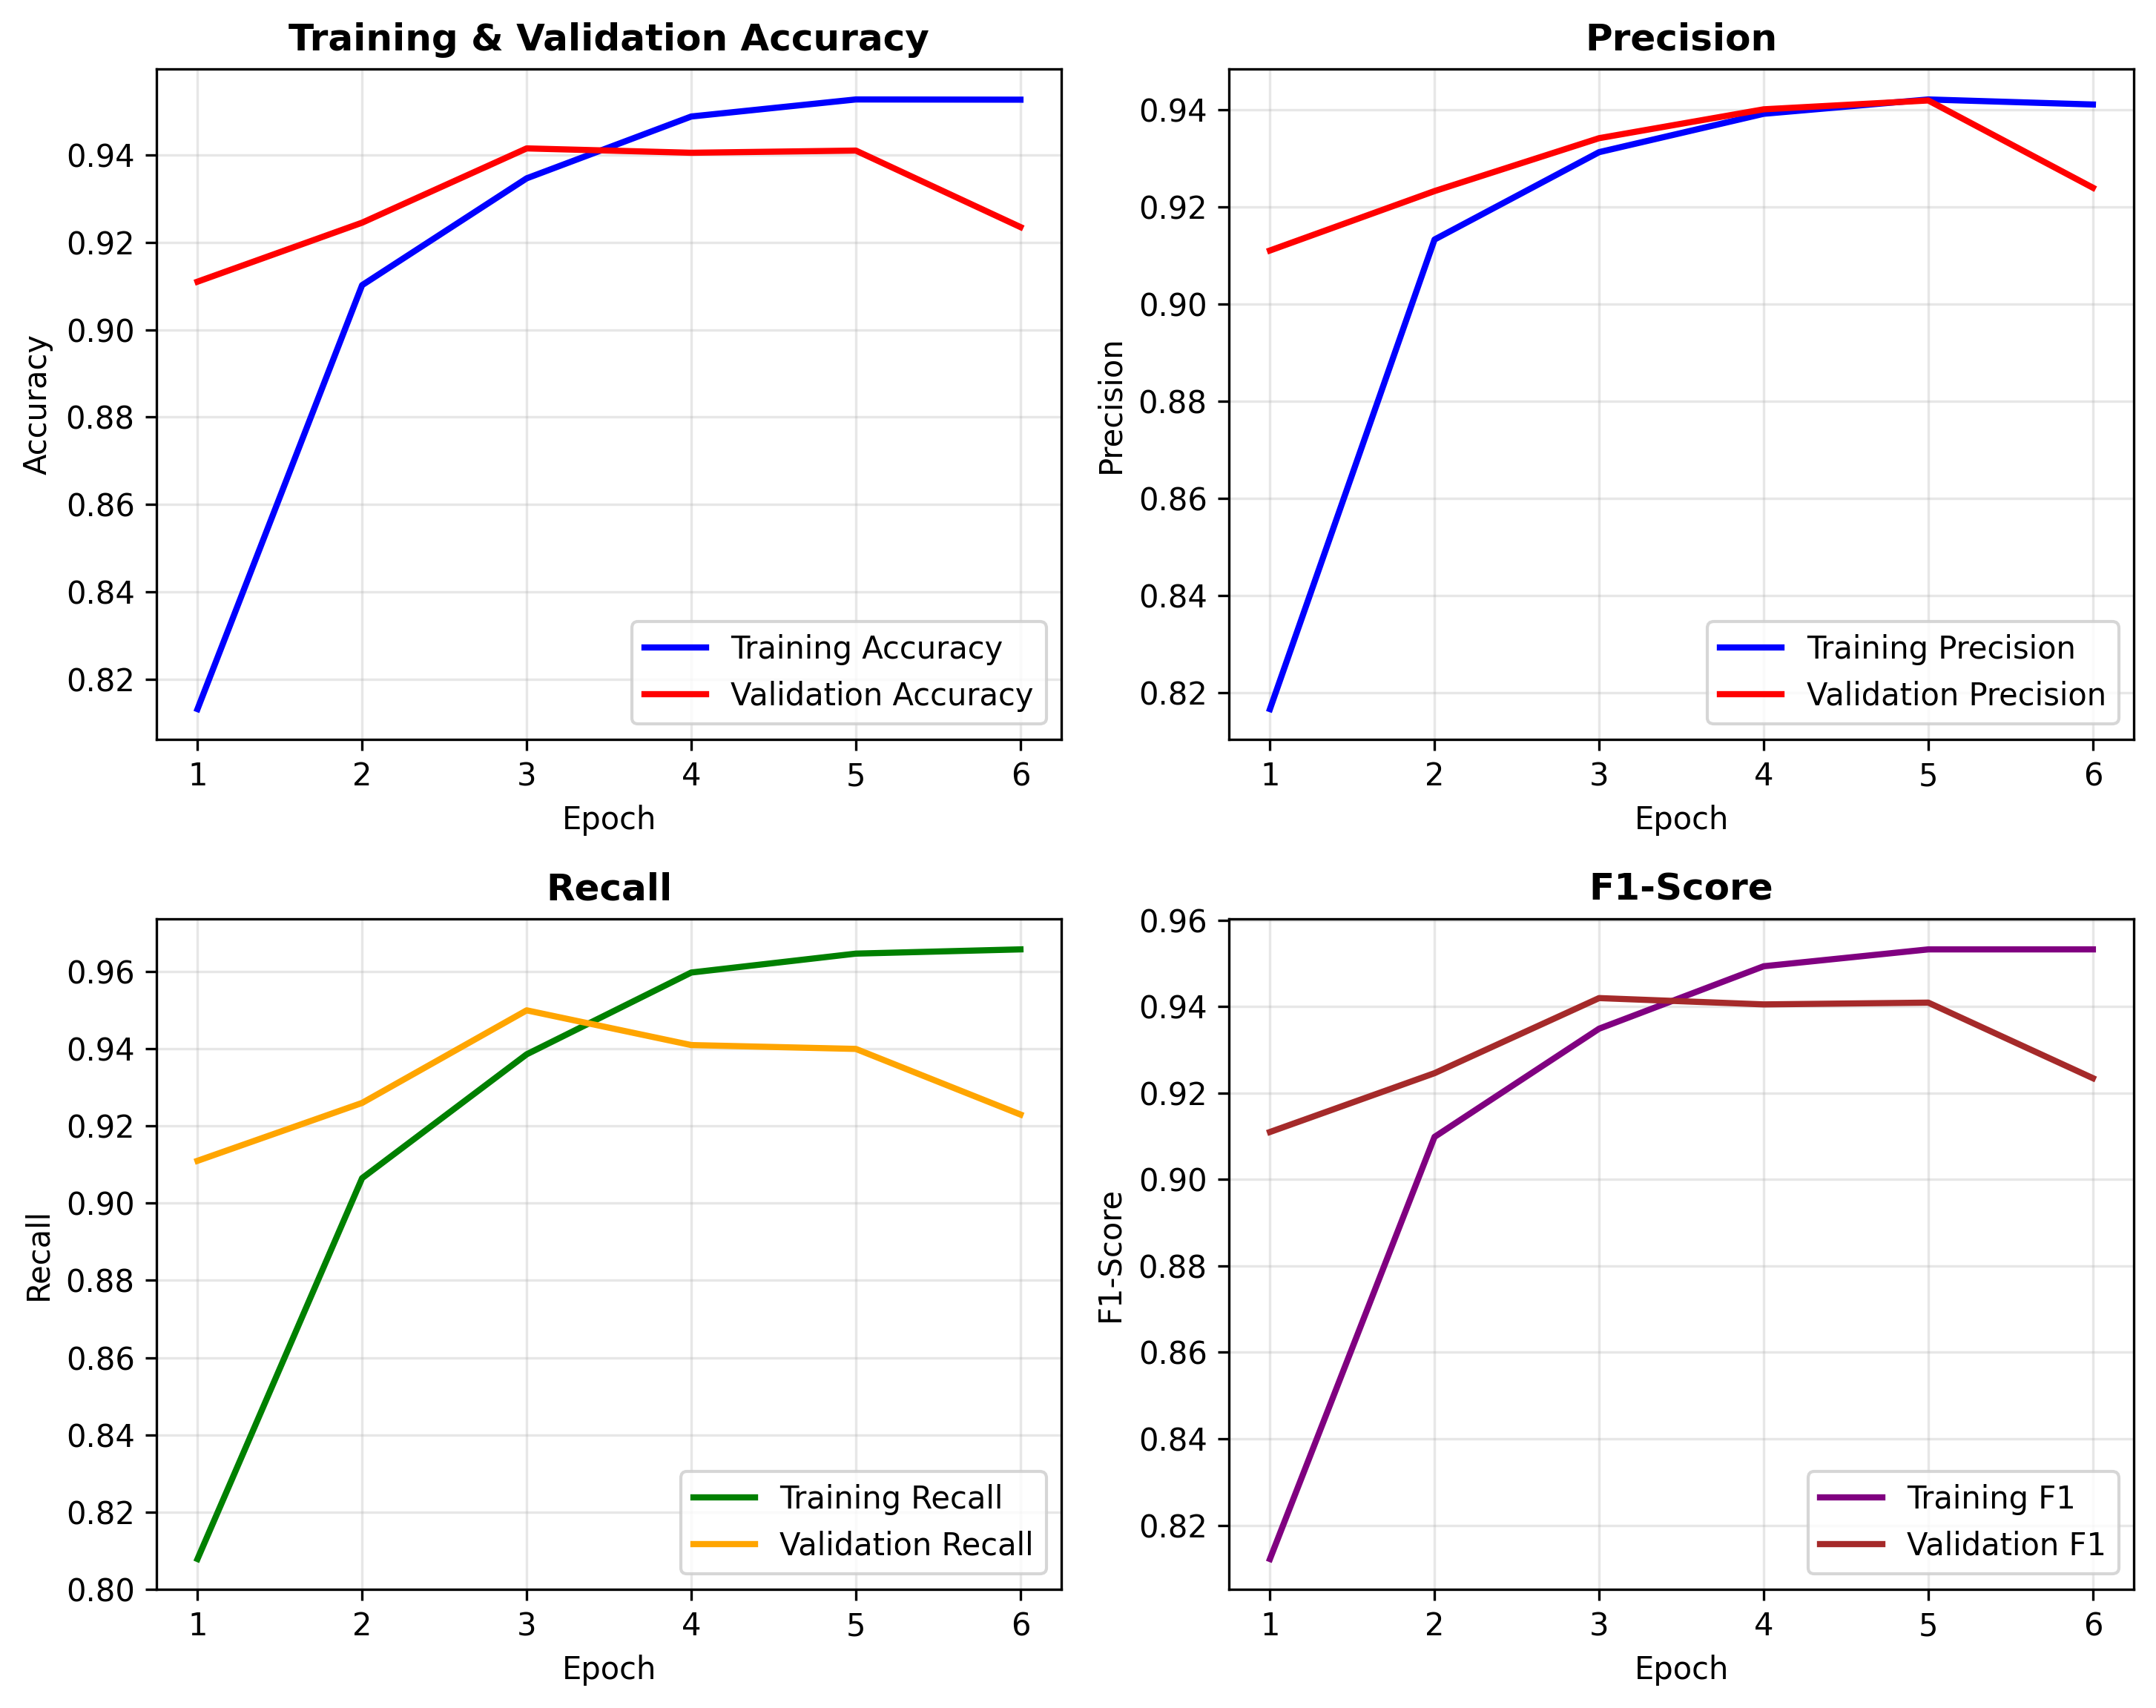 Training & Validation Accuracy
Accuracy
0.94
0.92
0.90
0.88
0.86
0.84
0.82
Training Accuracy
Validation Accuracy
1 2 3 4 5 6
Epoch
Precision
Precision
0.94
0.92
0.90
0.88
0.86
0.84
0.82
Training Precision
Validation Precision
1 2 3 4 5 6
Epoch
Recall
Recall
0.96
0.94
0.92
0.90
0.88
0.86
0.84
0.82
0.80
Training Recall
Validation Recall
1 2 3 4 5 6
Epoch
F1-Score
F1-Score
0.96
0.94
0.92
0.90
0.88
0.86
0.84
0.82
Training F1
Validation F1
1 2 3 4 5 6
Epoch